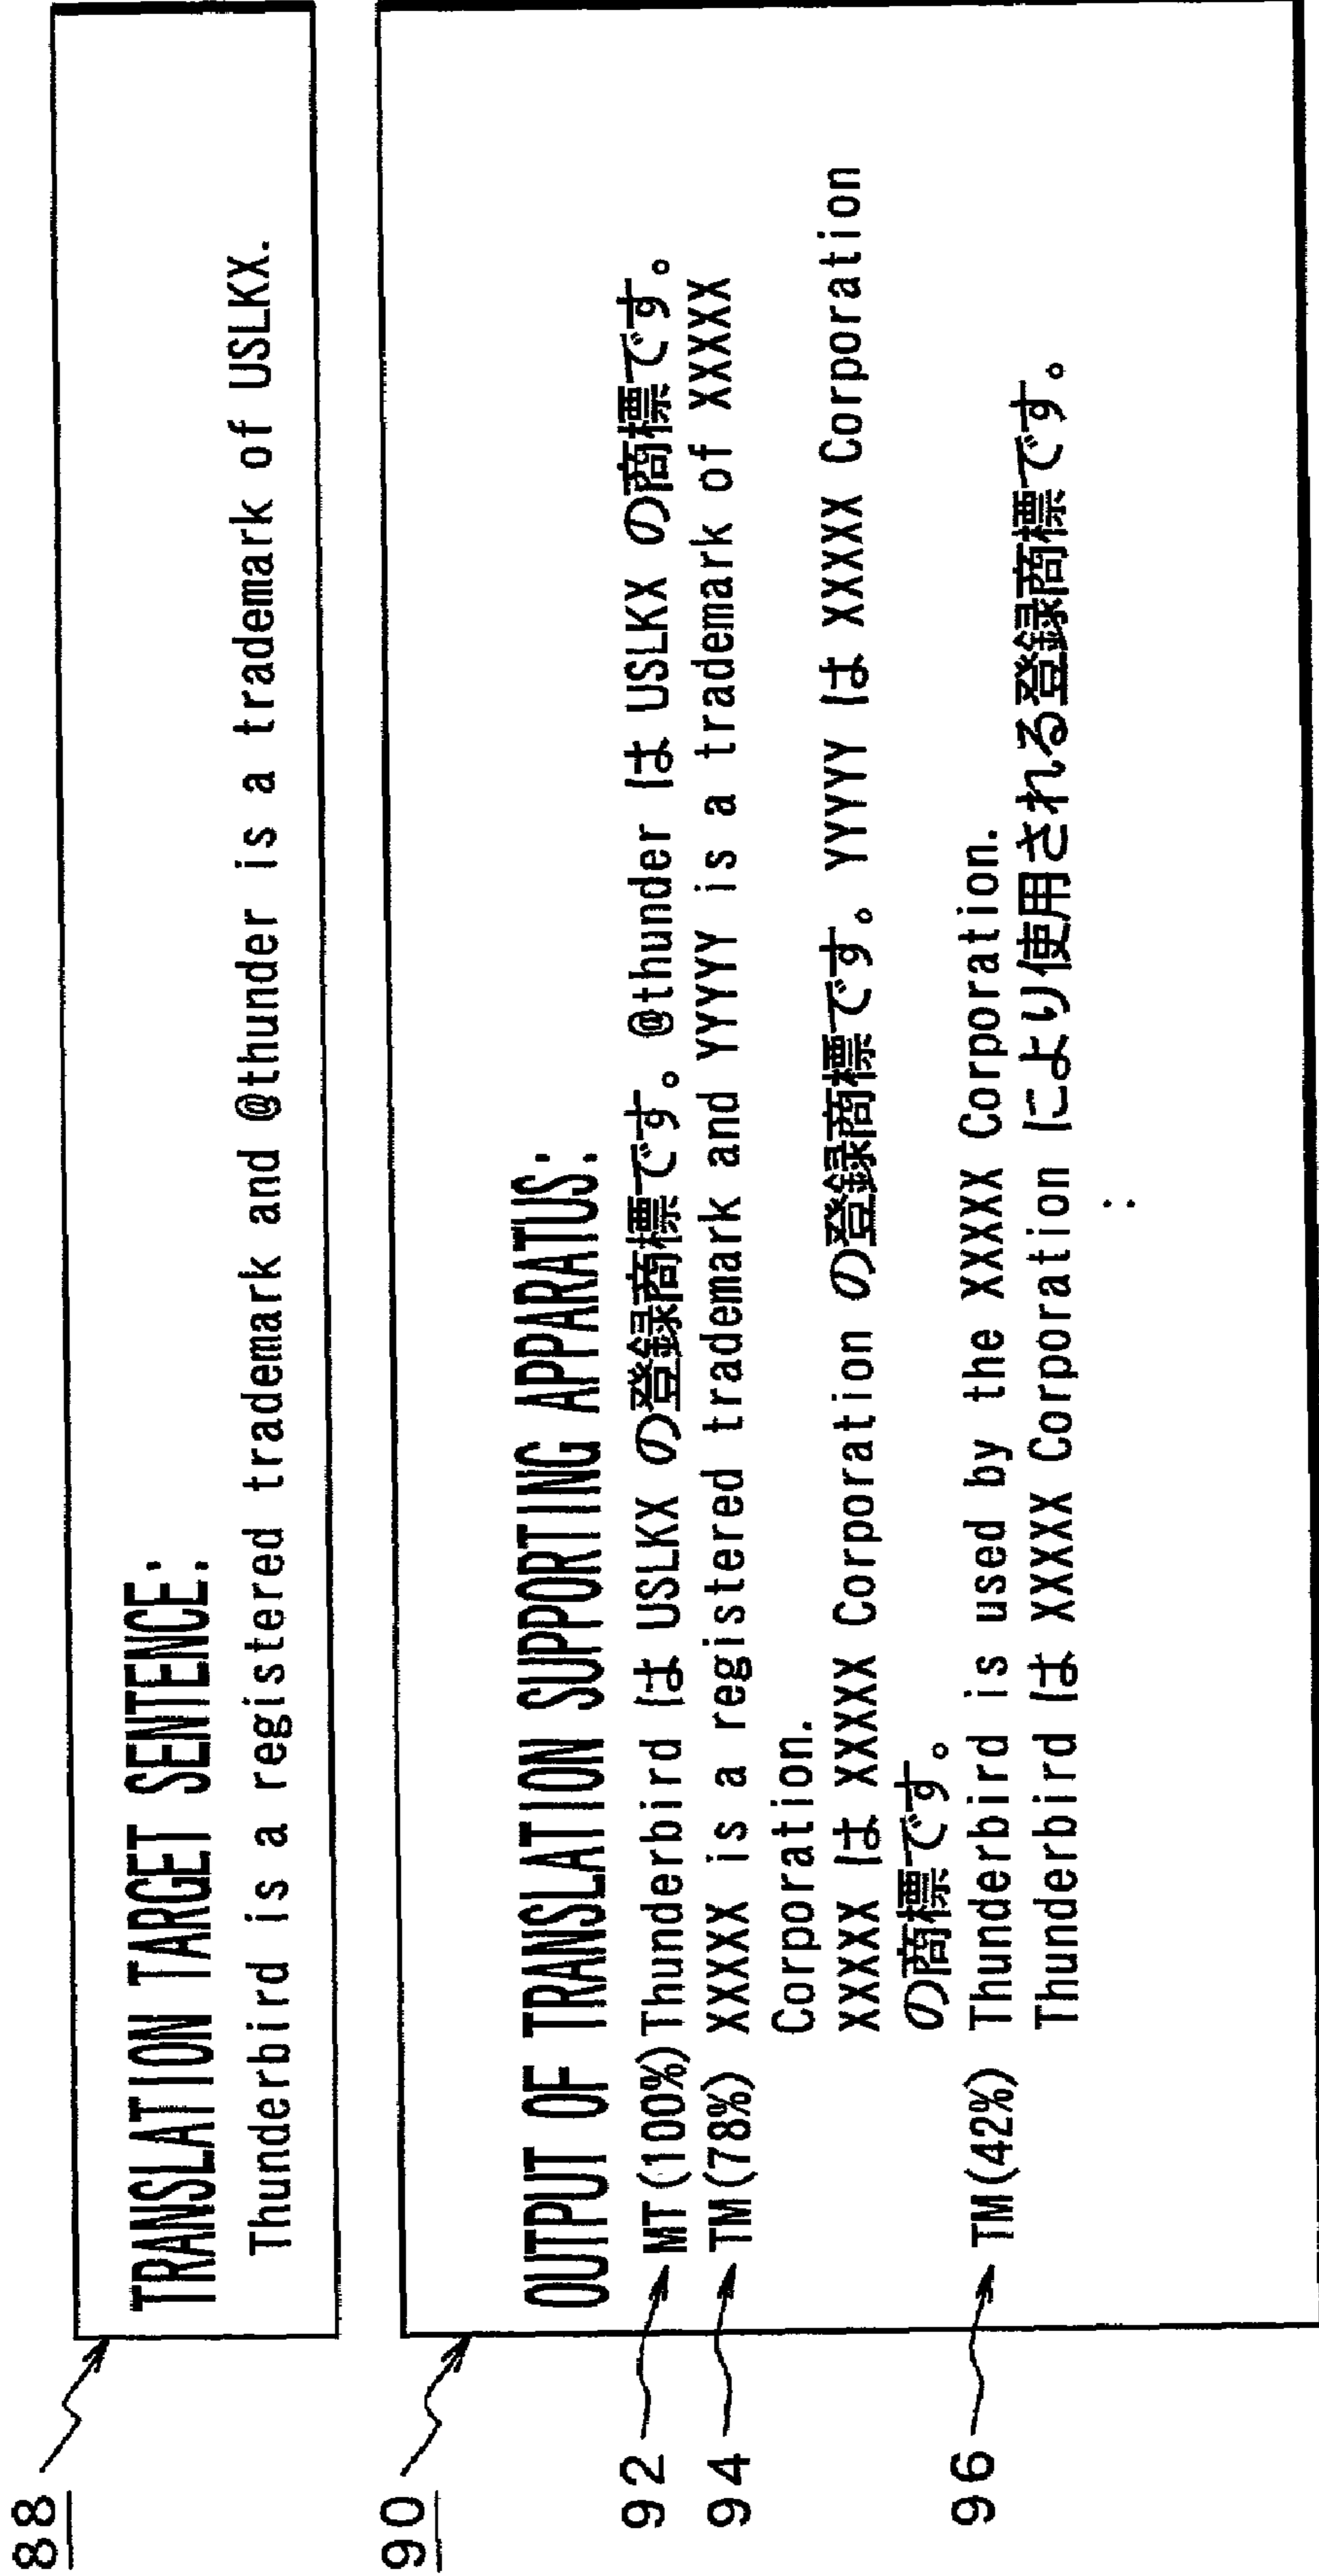 88
TRANSLATION TARGET SENTENCE:
Thunderbird is a registered trademark and @thunder is a trademark of USLKX.
90
OUTPUT OF TRANSLATION SUPPORTING APPARATUS:
92 MT(100%)Thunderbird は USLKX の登録商標です。@thunder は USLKX の商標です。
94 TM(78%) XXXXX is a registered trademark and YYYYY is a trademark of XXXXX
Corporation.
XXXXX は XXXXX Corporation の登録商標です。YYYYY は XXXXX Corporation
の商標です。
96 TM(42%) Thunderbird is used by the XXXXX Corporation.
Thunderbird は XXXXX Corporation により使用される登録商標です。
: